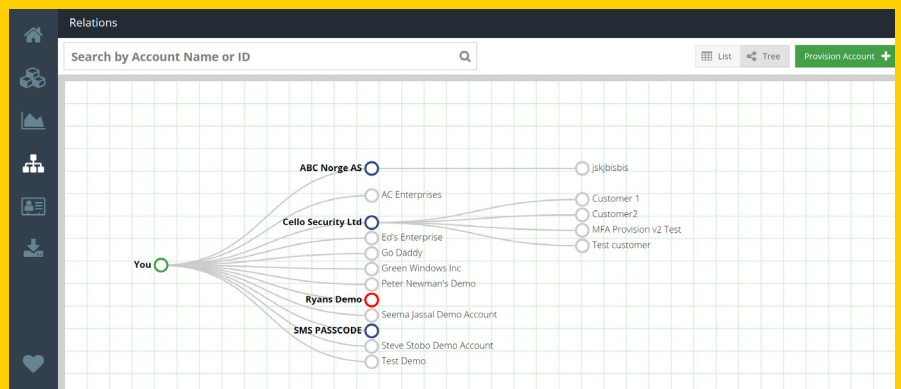 Relations
Search by Account Name or ID
List
Tree
Provision Account
ABC Norge AS
jskjbisbis
AC Enterprises
Customer 1
Cello Security Ltd
Customer2
MFA Provision v2 Test
Ed's Enterprise
Test customer
Go Daddy
You
Green Windows Inc
Peter Newman's Demo
Ryans Demo
Seema Jassal Demo Account
SMS PASSCODE
Steve Stobo Demo Account
Test Demo